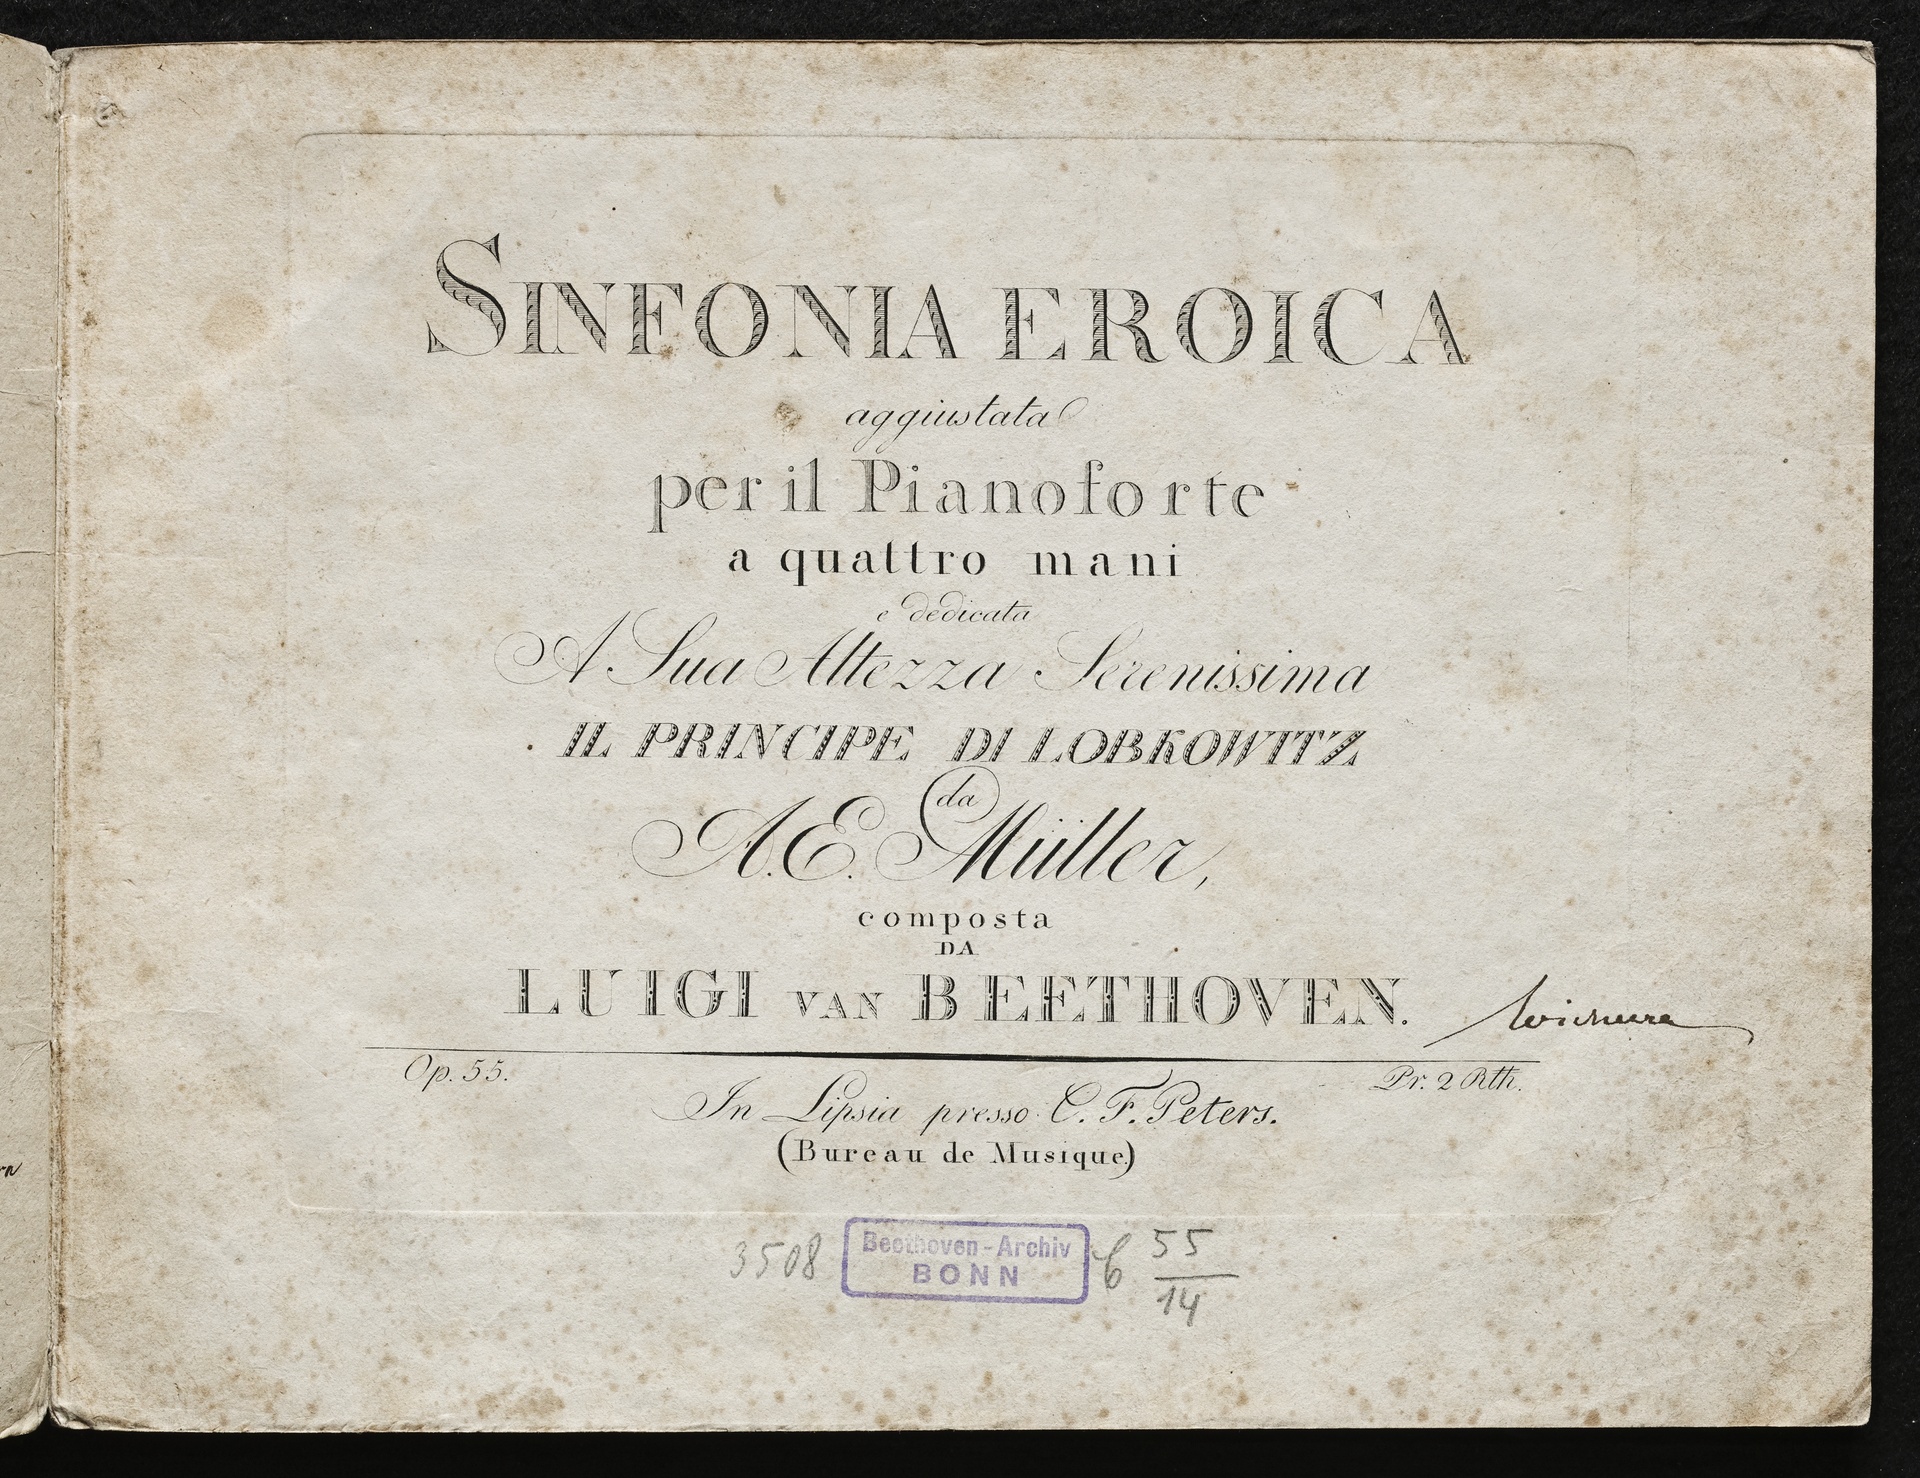 SINFONIA EROICA
aggiustata
per il Pianoforte
a quattro mani
e dedicata
A Sua Altezza Serenissima
IL PRINCIPE DI LOBKOWITZ
da
A. E. Müller,
composta
DA
LUIGI VAN BEETHOVEN.
Op. 55. Pr. 2 Rth.
In Lipsia presso C. F. Peters.
(Bureau de Musique)
3508 Beethoven-Archiv C 55
BONN 14